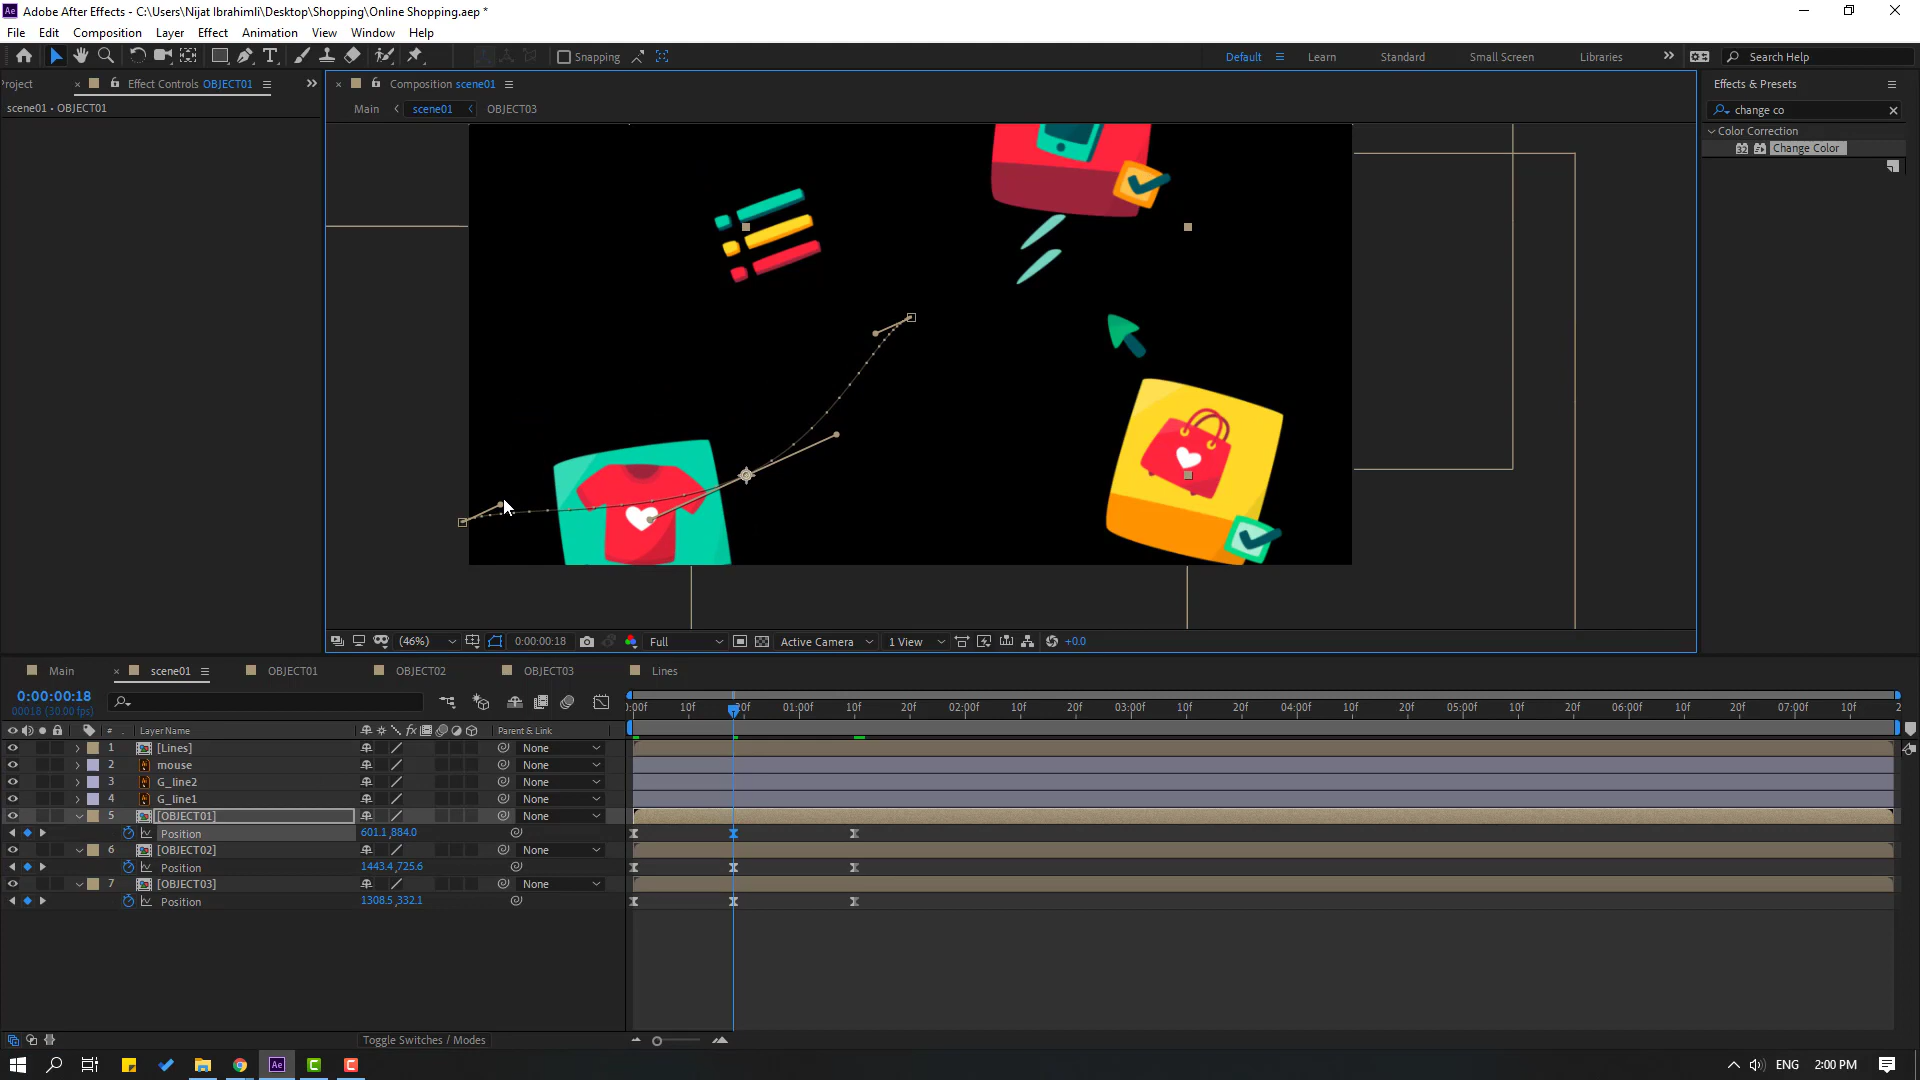 Adobe After Effects - C:\Users\Nijat Ibrahimli\Desktop\Shopping\Online Shopping.aep *
File Edit Composition Layer Effect Animation View Window Help
Snapping Default Learn Standard Small Screen Libraries Search Help
roject Effect Controls OBJECT01 Composition scene01 Effects & Presets
scene01 • OBJECT01 Main scene01 OBJECT03 change co
Color Correction
Change Color
(46%) 0:00:00:18 Full Active Camera 1 View +0.0
Main scene01 OBJECT01 OBJECT02 OBJECT03 Lines
0:00:00:18
00018 (30.00 fps)
:00f 10f 20f 01:00f 10f 20f 02:00f 10f 20f 03:00f 10f 20f 04:00f 10f 20f 05:00f 10f 20f 06:00f 10f 20f 07:00f 10f 2
# Layer Name Parent & Link
1 [Lines] None
2 mouse None
3 G_line2 None
4 G_line1 None
5 [OBJECT01] None
Position 601.1,884.0
6 [OBJECT02] None
Position 1443.4,725.6
7 [OBJECT03] None
Position 1308.5,332.1
Toggle Switches / Modes
ENG 2:00 PM